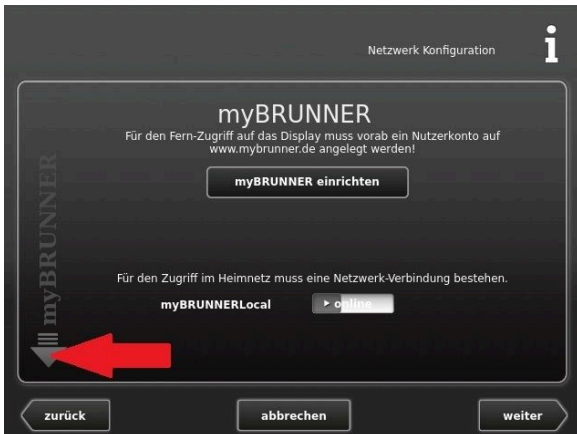 Netzwerk Konfiguration
i
myBRUNNER
Für den Fern-Zugriff auf das Display muss vorab ein Nutzerkonto auf
www.mybrunner.de angelegt werden!
myBRUNNER einrichten
myBRUNNER
Für den Zugriff im Heimnetz muss eine Netzwerk-Verbindung bestehen.
myBRUNNERLocal
online
zurück
abbrechen
weiter